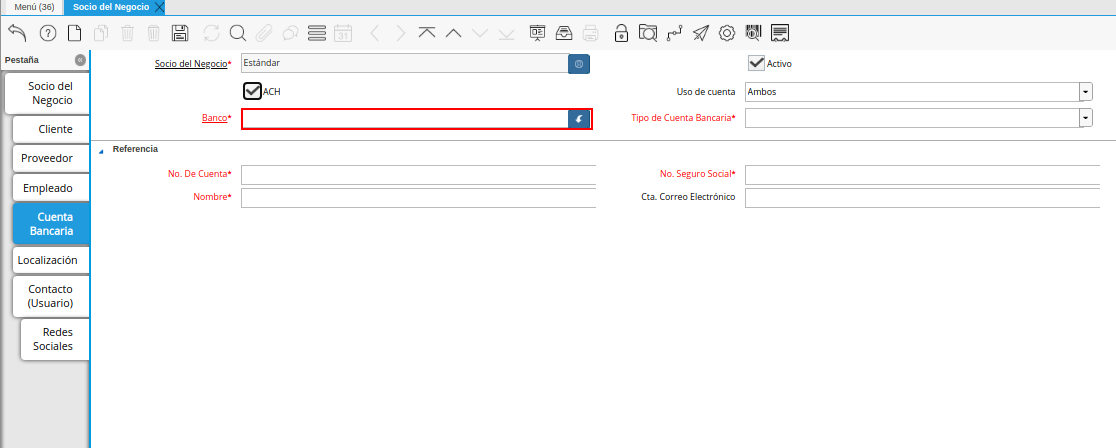 Menú (36)
Socio del Negocio
31
Pestaña
Socio del Negocio*
Estándar
Activo
ACH
Uso de cuenta
Ambos
Banco*
Tipo de Cuenta Bancaria*
Referencia
No. De Cuenta*
No. Seguro Social*
Nombre*
Cta. Correo Electrónico
Socio del
Negocio
Cliente
Proveedor
Empleado
Cuenta
Bancaria
Localización
Contacto
(Usuario)
Redes
Sociales